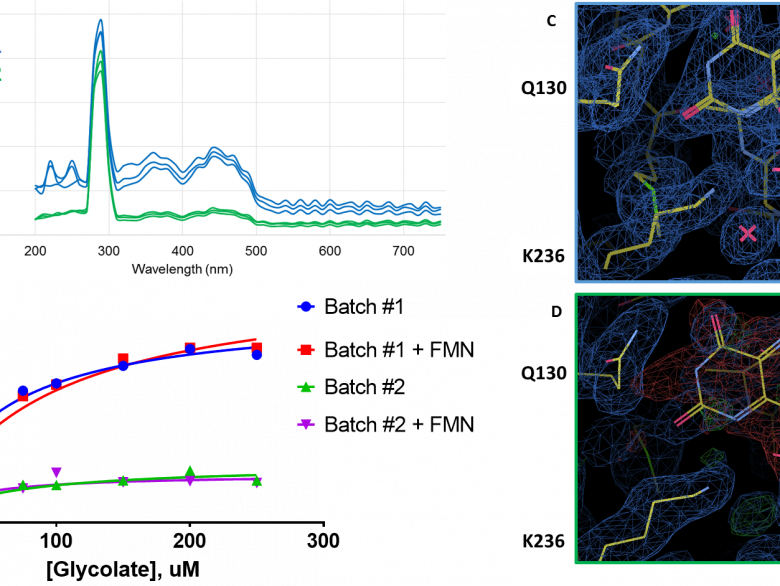 200
300
400
500
600
700
Wavelength (nm)
Batch #1
Batch #1 + FMN
Batch #2
Batch #2 + FMN
100
200
300
[Glycolate], uM
C
Q130
K236
D
Q130
K236